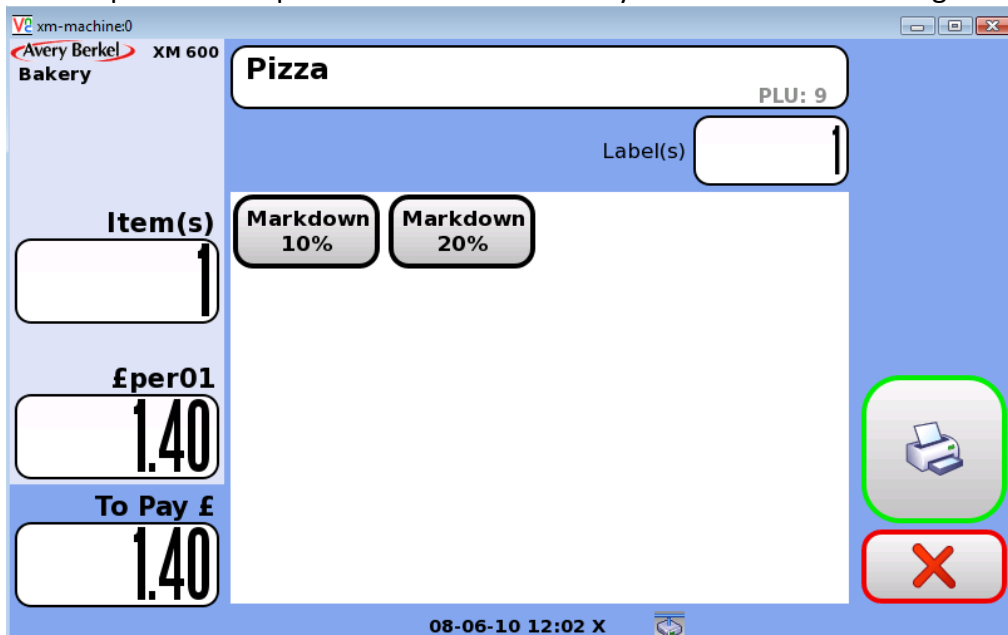 xm-machine:0
Avery Berkel XM 600
Bakery
Pizza
PLU: 9
Label(s) 1
Markdown 10%
Markdown 20%
Item(s)
1
£per01
1.40
To Pay £
1.40
08-06-10 12:02 X